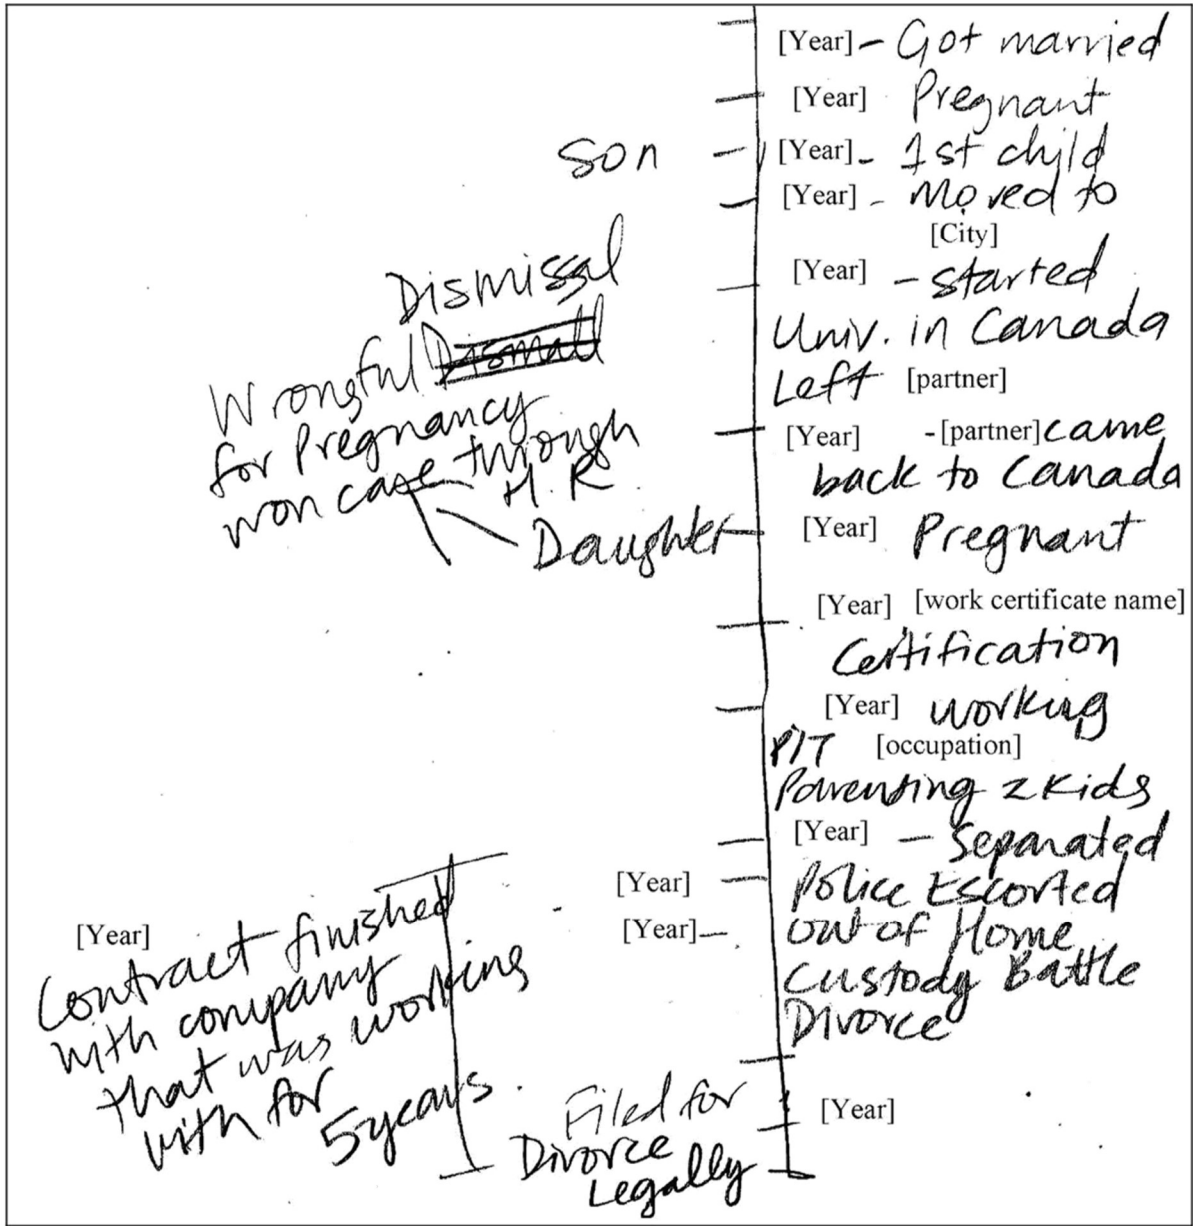 [Year] - Got married
[Year] Pregnant
son
[Year] - 1st child
[Year] - Moved to
[City]
[Year] - started
Univ. in Canada
Left [partner]
Dismissal
Wrongful Dismall
for Pregnancy
won case through
H.R.
[Year] -[partner] came
back to Canada
Daughter
[Year] Pregnant
[Year] [work certificate name]
Certification
[Year] working
P/T [occupation]
Parenting 2 Kids
[Year] - Separated
[Year] Police Escorted
[Year]- out of Home
Custody Battle
Divorce
[Year]
Contract finished
with company
that was working
with for
5 years.
[Year]
Filed for
Divorce
Legally